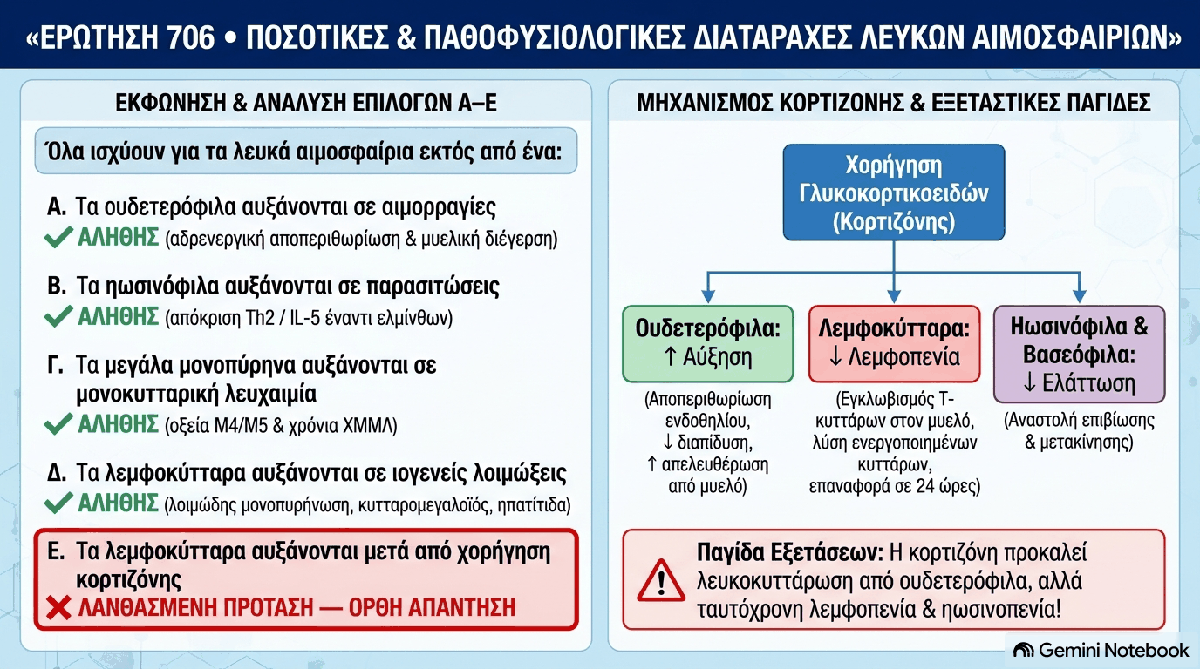 «ΕΡΩΤΗΣΗ 706 • ΠΟΣΟΤΙΚΕΣ & ΠΑΘΟΦΥΣΙΟΛΟΓΙΚΕΣ ΔΙΑΤΑΡΑΧΕΣ ΛΕΥΚΩΝ ΑΙΜΟΣΦΑΙΡΙΩΝ»
ΕΚΦΩΝΗΣΗ & ΑΝΑΛΥΣΗ ΕΠΙΛΟΓΩΝ Α–Ε
Όλα ισχύουν για τα λευκά αιμοσφαίρια εκτός από ένα:
Α. Τα ουδετερόφιλα αυξάνονται σε αιμορραγίες
ΑΛΗΘΗΣ (αδρενεργική αποπεριθωρίωση & μυελική διέγερση)
Β. Τα ηωσινόφιλα αυξάνονται σε παρασιτώσεις
ΑΛΗΘΗΣ (απόκριση Th2 / IL-5 έναντι ελμίνθων)
Γ. Τα μεγάλα μονοπύρηνα αυξάνονται σε
μονοκυτταρική λευχαιμία
ΑΛΗΘΗΣ (οξεία Μ4/Μ5 & χρόνια ΧΜΜΛ)
Δ. Τα λεμφοκύτταρα αυξάνονται σε ιογενείς λοιμώξεις
ΑΛΗΘΗΣ (λοιμώδης μονοπυρήνωση, κυτταρομεγαλοϊός, ηπατίτιδα)
Ε. Τα λεμφοκύτταρα αυξάνονται μετά από χορήγηση
κορτιζόνης
ΛΑΝΘΑΣΜΕΝΗ ΠΡΟΤΑΣΗ — ΟΡΘΗ ΑΠΑΝΤΗΣΗ
ΜΗΧΑΝΙΣΜΟΣ ΚΟΡΤΙΖΟΝΗΣ & ΕΞΕΤΑΣΤΙΚΕΣ ΠΑΓΙΔΕΣ
Χορήγηση
Γλυκοκορτικοειδών
(Κορτιζόνης)
Ουδετερόφιλα:
↑ Αύξηση
(Αποπεριθωρίωση
ενδοθηλίου,
↓ διαπίδυση,
↑ απελευθέρωση
από μυελό)
Λεμφοκύτταρα:
↓ Λεμφοπενία
(Εγκλωβισμός Τ-
κυττάρων στον μυελό,
λύση ενεργοποιημένων
κυττάρων,
επαναφορά σε 24 ώρες)
Ηωσινόφιλα &
Βασεόφιλα:
↓ Ελάττωση
(Αναστολή επιβίωσης
& μετακίνησης)
Παγίδα Εξετάσεων: Η κορτιζόνη προκαλεί
λευκοκυττάρωση από ουδετερόφιλα, αλλά
ταυτόχρονη λεμφοπενία & ηωσινοπενία!
Gemini Notebook